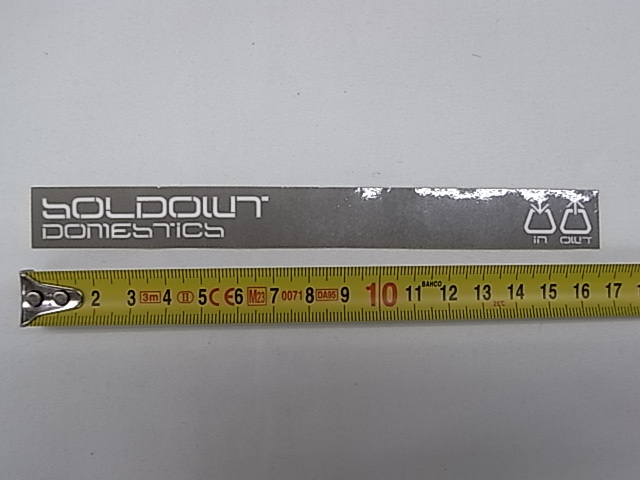 SOLDOUT
DOMESTICS
in OUT
2 3 3m 4 II 5 CE 6 M23 7 0071 8 DA95 9 10 11 BAHCO 12 13 14 15 16 17